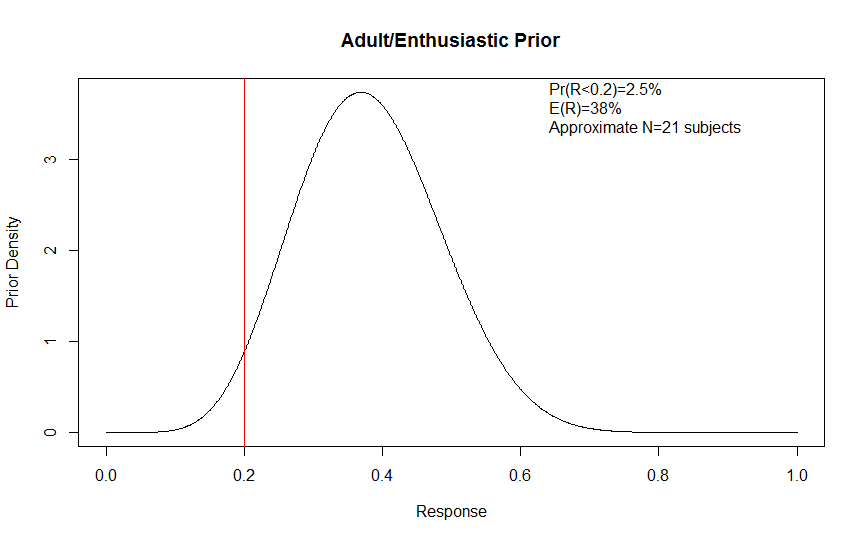 Adult/Enthusiastic Prior
Pr(R<0.2)=2.5%
E(R)=38%
Approximate N=21 subjects
Prior Density
3
2
1
0
0.0 0.2 0.4 0.6 0.8 1.0
Response